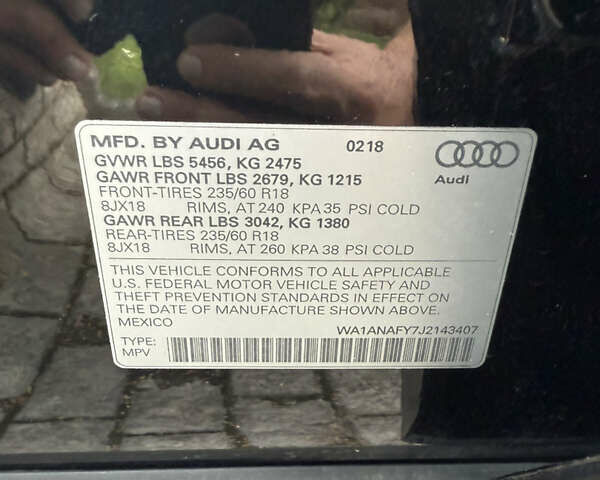 MFD. BY AUDI AG 0218
GVWR LBS 5456, KG 2475
GAWR FRONT LBS 2679, KG 1215
Audi
FRONT-TIRES 235/60 R18
8JX18 RIMS, AT 240 KPA 35 PSI COLD
GAWR REAR LBS 3042, KG 1380
REAR-TIRES 235/60 R18
8JX18 RIMS, AT 260 KPA 38 PSI COLD
THIS VEHICLE CONFORMS TO ALL APPLICABLE
U.S. FEDERAL MOTOR VEHICLE SAFETY AND
THEFT PREVENTION STANDARDS IN EFFECT ON
THE DATE OF MANUFACTURE SHOWN ABOVE.
MEXICO WA1ANAFY7J2143407
TYPE:
MPV